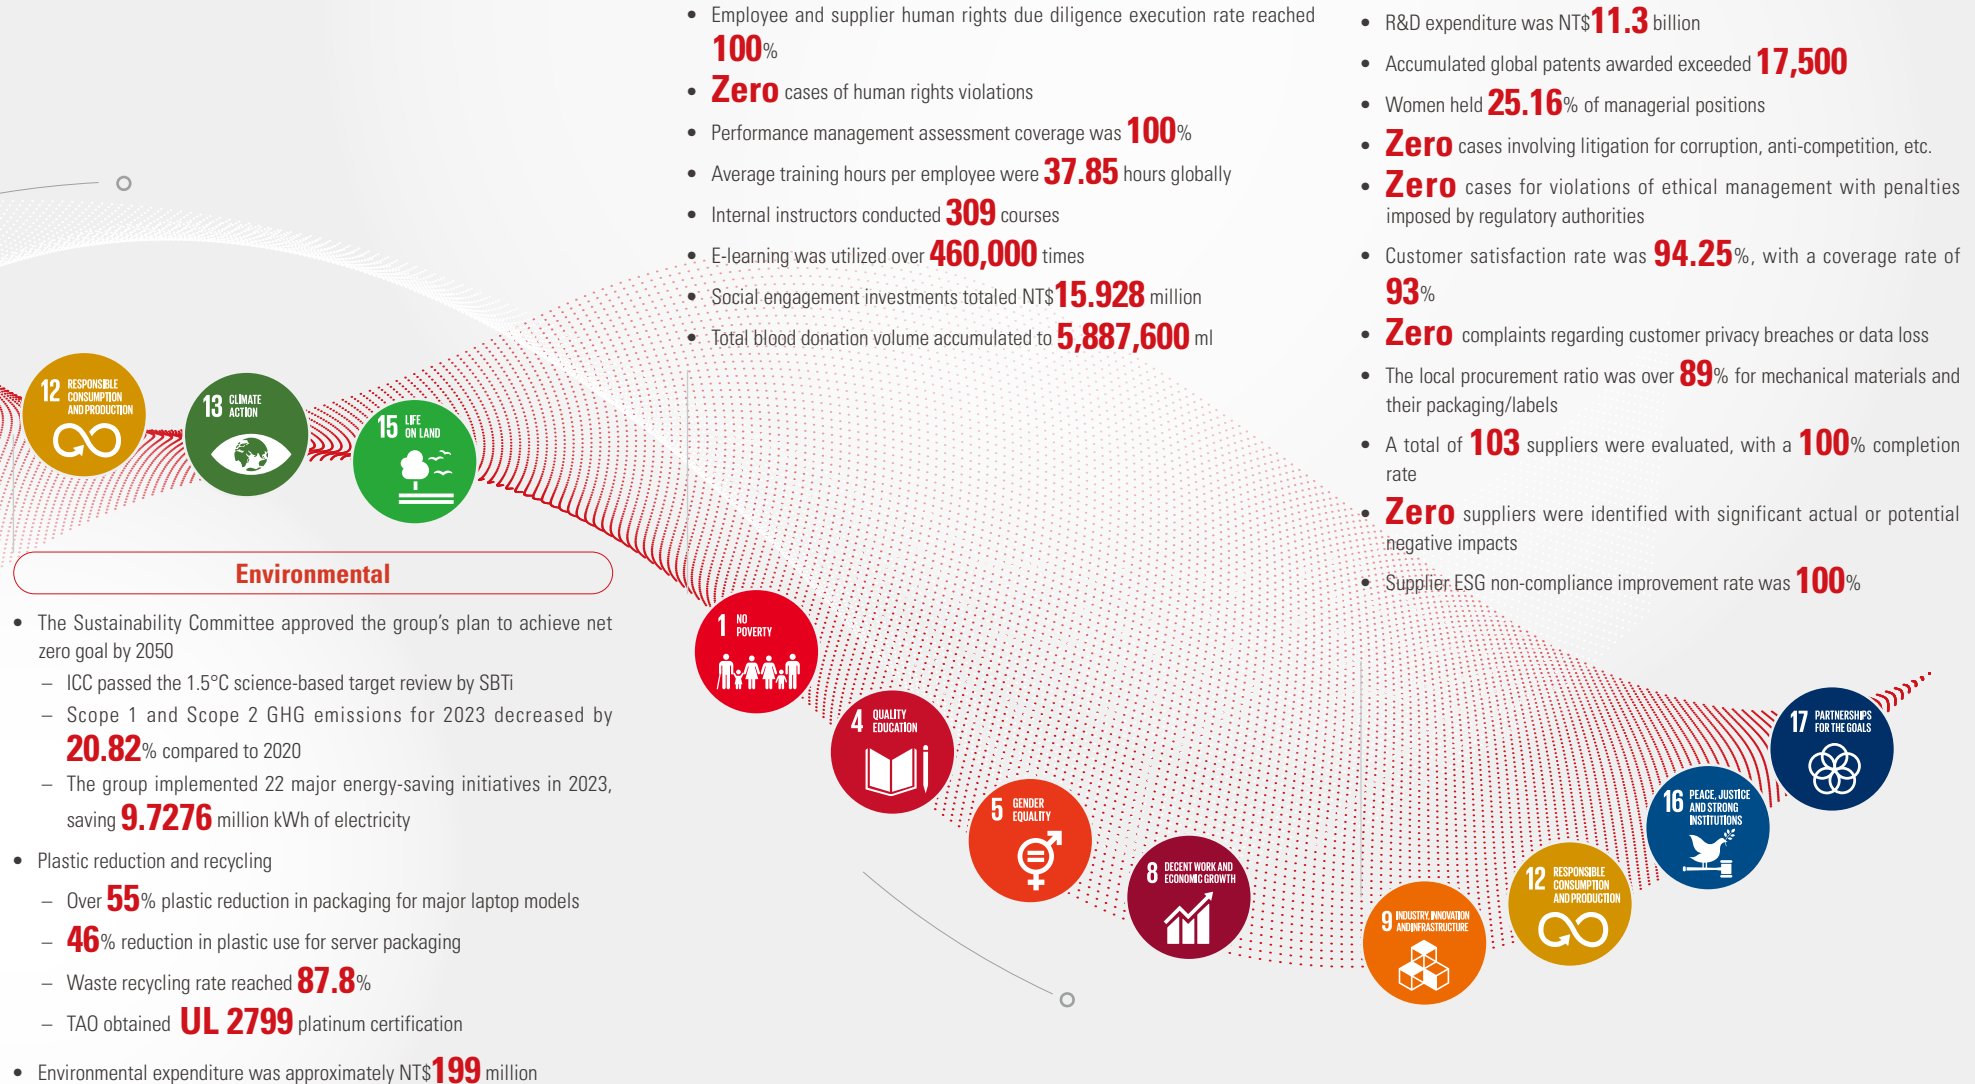 12 RESPONSIBLE
CONSUMPTION
AND PRODUCTION
13 CLIMATE
ACTION
15 LIFE
ON LAND
Environmental
• The Sustainability Committee approved the group's plan to achieve net
zero goal by 2050
– ICC passed the 1.5°C science-based target review by SBTi
– Scope 1 and Scope 2 GHG emissions for 2023 decreased by
20.82% compared to 2020
– The group implemented 22 major energy-saving initiatives in 2023,
saving 9.7276 million kWh of electricity
• Plastic reduction and recycling
– Over 55% plastic reduction in packaging for major laptop models
– 46% reduction in plastic use for server packaging
– Waste recycling rate reached 87.8%
– TAO obtained UL 2799 platinum certification
• Environmental expenditure was approximately NT$199 million
• Employee and supplier human rights due diligence execution rate reached
100%
• Zero cases of human rights violations
• Performance management assessment coverage was 100%
• Average training hours per employee were 37.85 hours globally
• Internal instructors conducted 309 courses
• E-learning was utilized over 460,000 times
• Social engagement investments totaled NT$15.928 million
• Total blood donation volume accumulated to 5,887,600 ml
1 NO
POVERTY
4 QUALITY
EDUCATION
5 GENDER
EQUALITY
8 DECENT WORK AND
ECONOMIC GROWTH
• R&D expenditure was NT$11.3 billion
• Accumulated global patents awarded exceeded 17,500
• Women held 25.16% of managerial positions
• Zero cases involving litigation for corruption, anti-competition, etc.
• Zero cases for violations of ethical management with penalties
imposed by regulatory authorities
• Customer satisfaction rate was 94.25%, with a coverage rate of
93%
• Zero complaints regarding customer privacy breaches or data loss
• The local procurement ratio was over 89% for mechanical materials and
their packaging/labels
• A total of 103 suppliers were evaluated, with a 100% completion
rate
• Zero suppliers were identified with significant actual or potential
negative impacts
• Supplier ESG non-compliance improvement rate was 100%
9 INDUSTRY, INNOVATION
AND INFRASTRUCTURE
12 RESPONSIBLE
CONSUMPTION
AND PRODUCTION
16 PEACE, JUSTICE
AND STRONG
INSTITUTIONS
17 PARTNERSHIPS
FOR THE GOALS